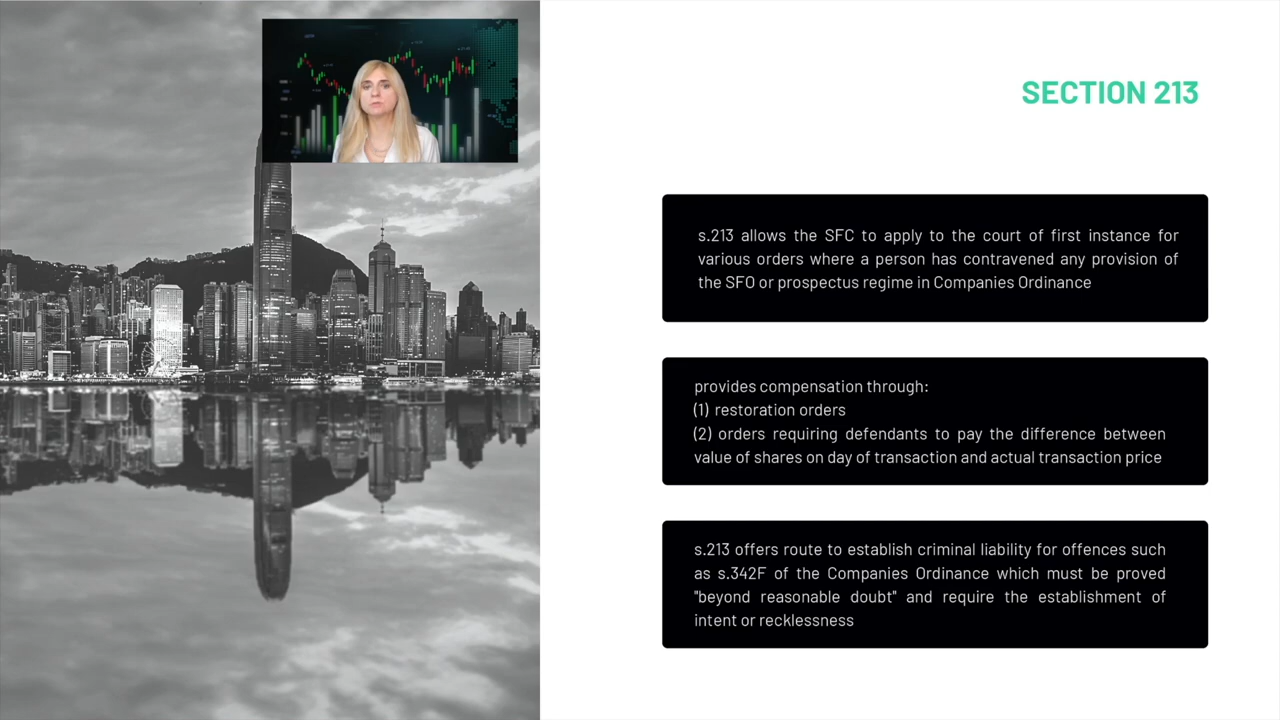 SECTION 213
s.213 allows the SFC to apply to the court of first instance for
various orders where a person has contravened any provision of
the SFO or prospectus regime in Companies Ordinance
provides compensation through:
(1) restoration orders
(2) orders requiring defendants to pay the difference between
value of shares on day of transaction and actual transaction price
s.213 offers route to establish criminal liability for offences such
as s.342F of the Companies Ordinance which must be proved
"beyond reasonable doubt" and require the establishment of
intent or recklessness